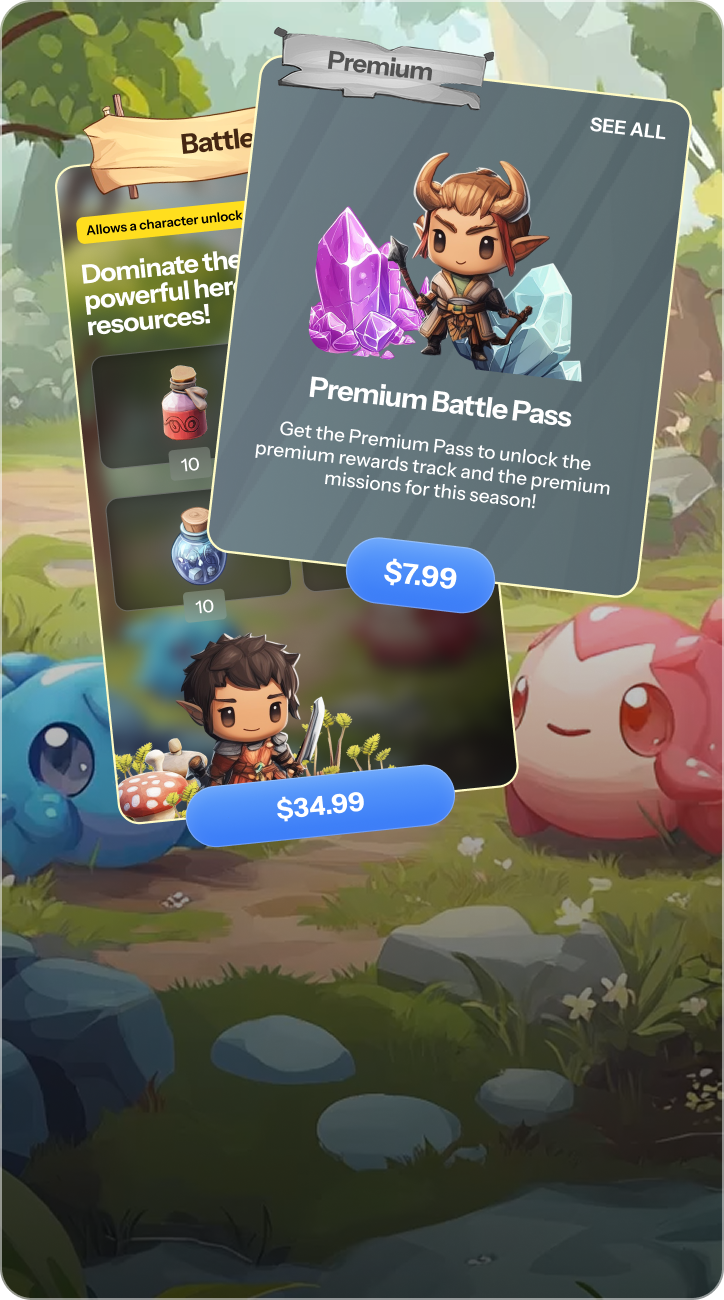 Premium
SEE ALL
Premium Battle Pass
Get the Premium Pass to unlock the
premium rewards track and the premium
missions for this season!
$7.99
Battle
Allows a character unlock
Dominate the
powerful
resources!
10
10
$34.99